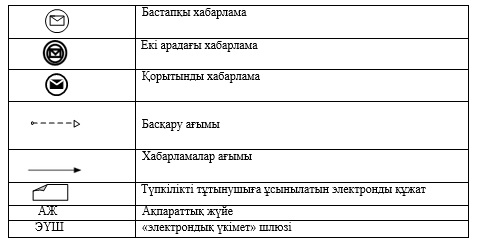 Бастапқы хабарлама
Екі арадағы хабарлама
Қорытынды хабарлама
Басқару ағымы
Хабарламалар ағымы
Түпкілікті тұтынушыға ұсынылатын электронды құжат
АЖ Ақпараттық жүйе
ЭҮШ «электрондық үкімет» шлюзі